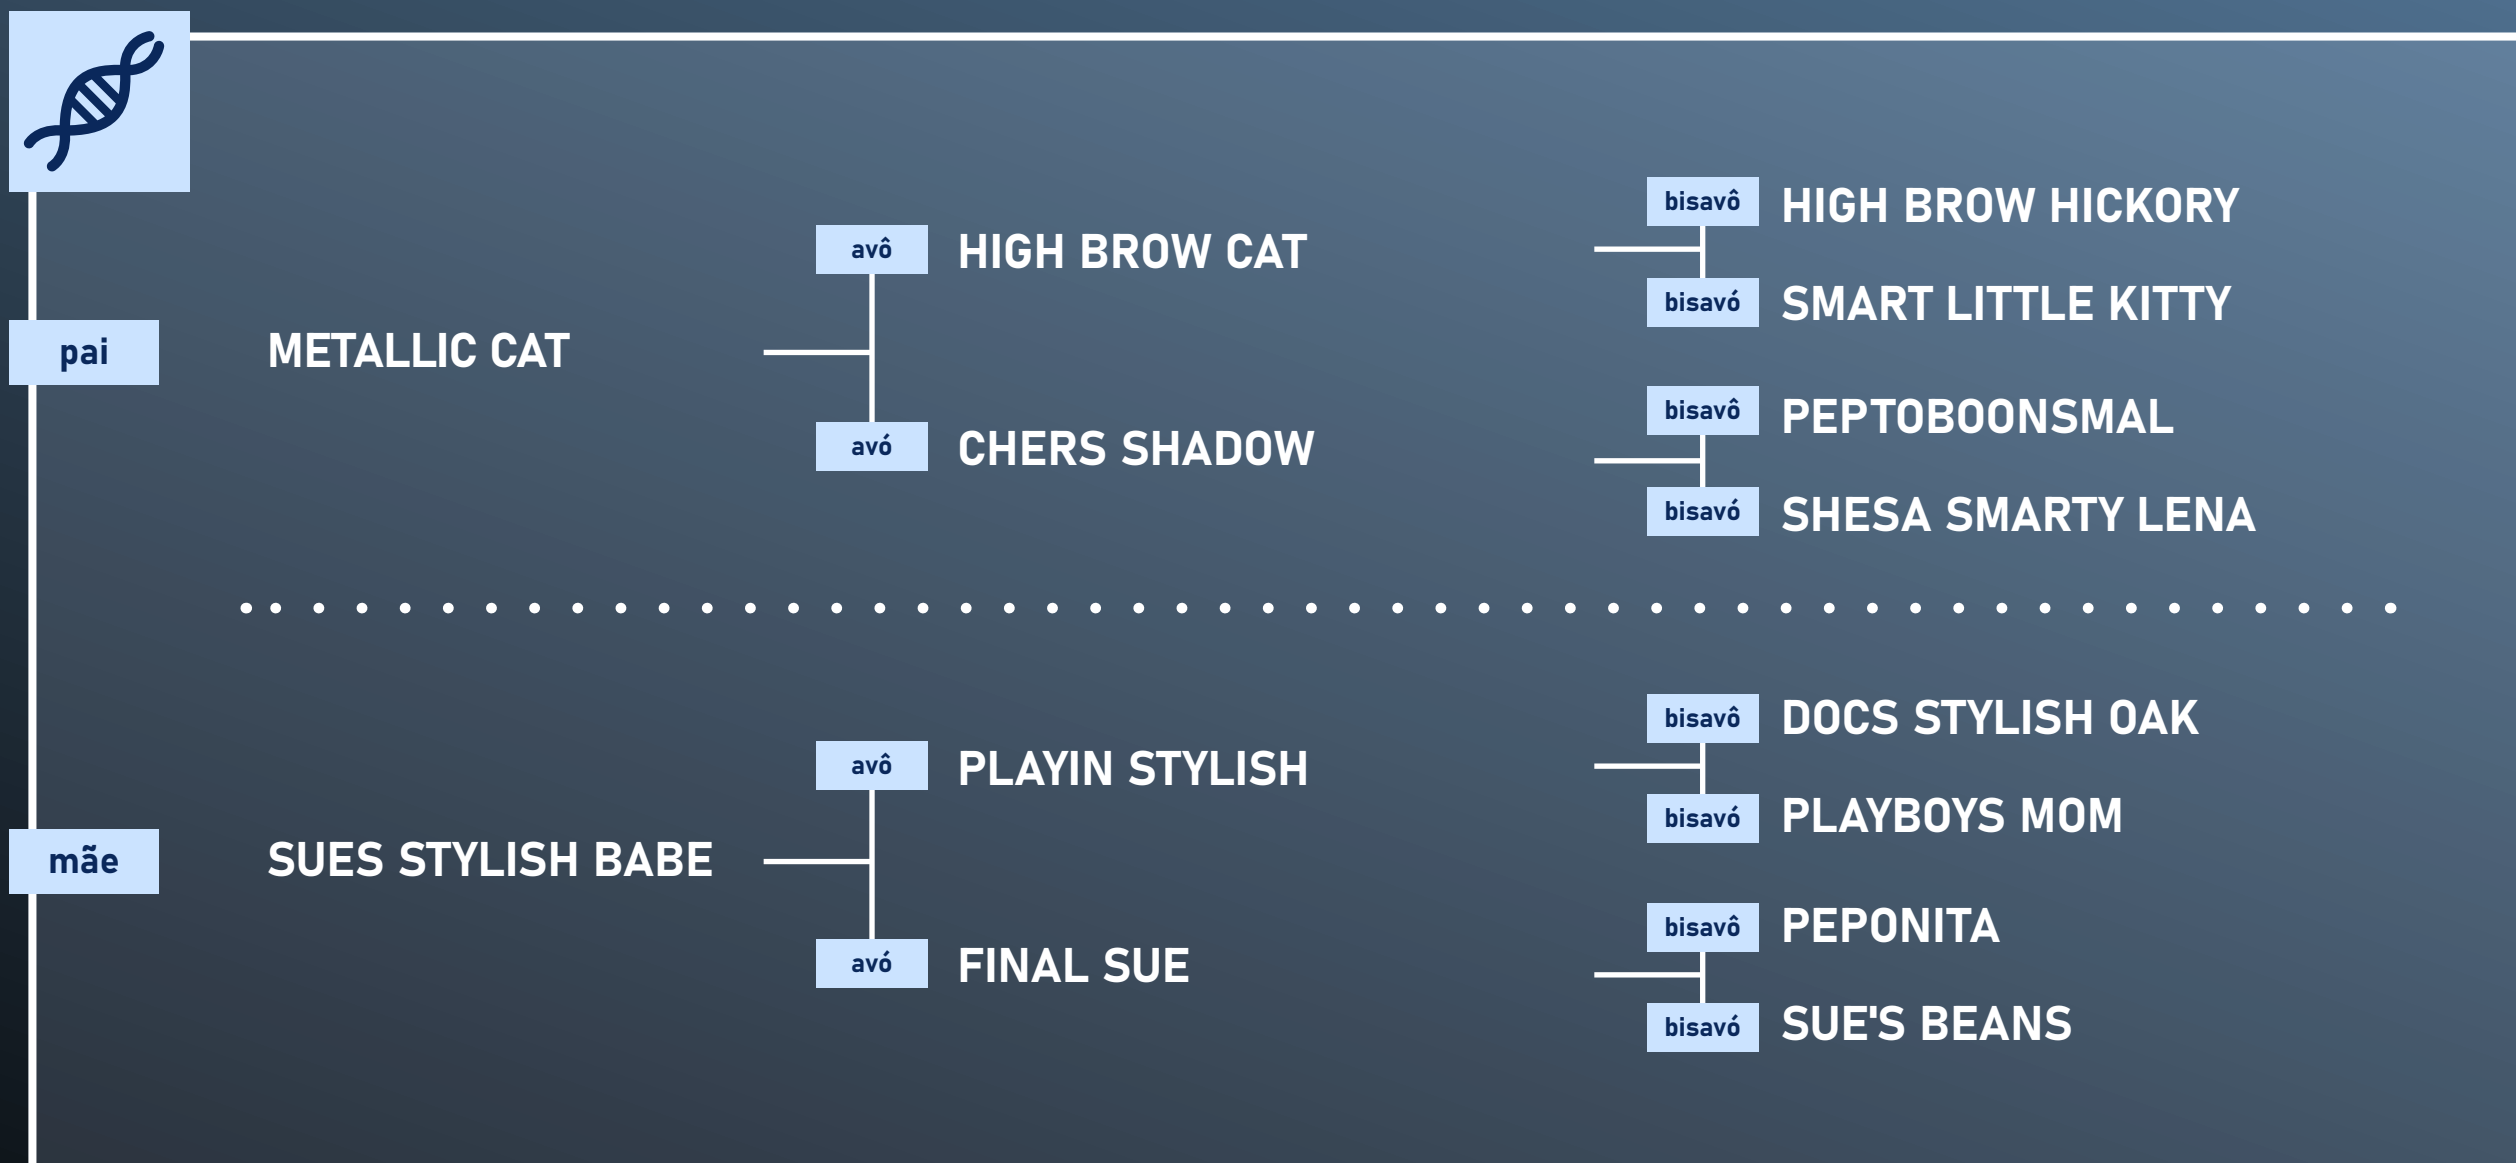 pai
METALLIC CAT
avô
HIGH BROW CAT
bisavô
HIGH BROW HICKORY
bisavó
SMART LITTLE KITTY
avó
CHERS SHADOW
bisavô
PEPTOBOONSMAL
bisavó
SHESA SMARTY LENA
mãe
SUES STYLISH BABE
avô
PLAYIN STYLISH
bisavô
DOCS STYLISH OAK
bisavó
PLAYBOYS MOM
avó
FINAL SUE
bisavô
PEPONITA
bisavó
SUE'S BEANS